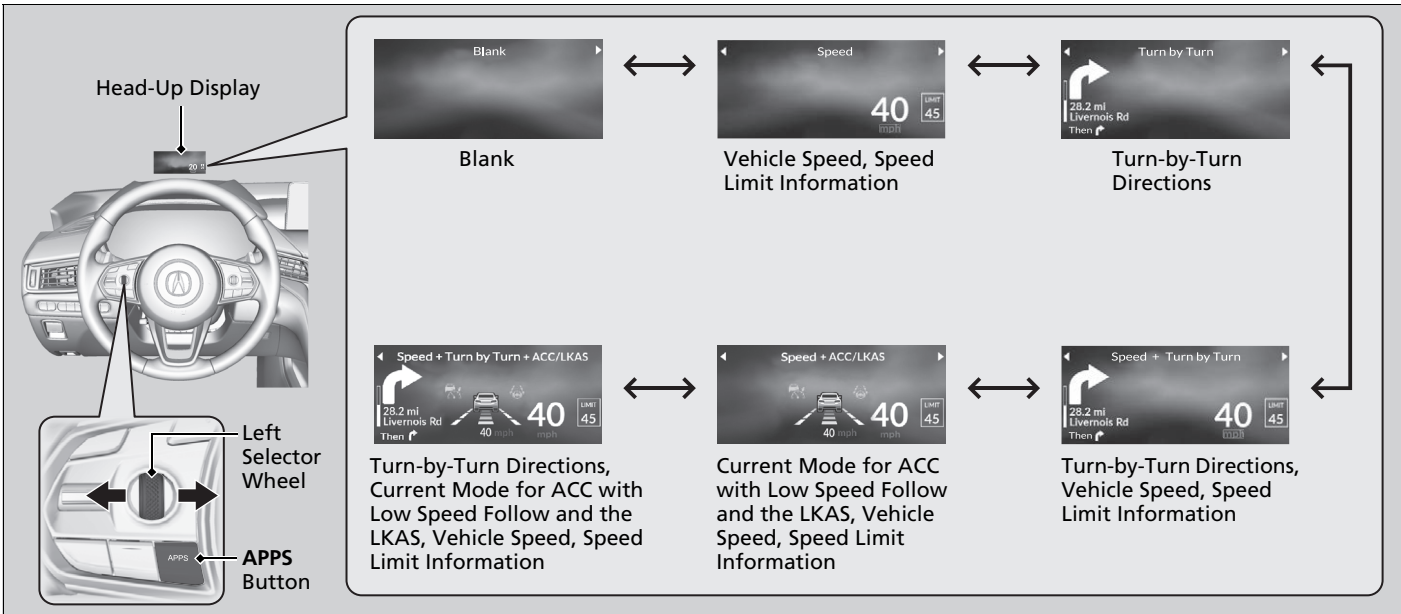 Head-Up Display
20
Blank
Blank
Speed
40
mph
LIMIT
45
Vehicle Speed, Speed
Limit Information
Turn by Turn
28.2 mi
Livernois Rd
Then
Turn-by-Turn
Directions
Speed + Turn by Turn + ACC/LKAS
28.2 mi
Livernois Rd
Then
40 mph
40
mph
LIMIT
45
Turn-by-Turn Directions,
Current Mode for ACC with
Low Speed Follow and the
LKAS, Vehicle Speed, Speed
Limit Information
Speed + ACC/LKAS
40 mph
40
mph
LIMIT
45
Current Mode for ACC
with Low Speed Follow
and the LKAS, Vehicle
Speed, Speed Limit
Information
Speed + Turn by Turn
28.2 mi
Livernois Rd
Then
40
mph
LIMIT
45
Turn-by-Turn Directions,
Vehicle Speed, Speed
Limit Information
Left
Selector
Wheel
APPS
APPS
Button